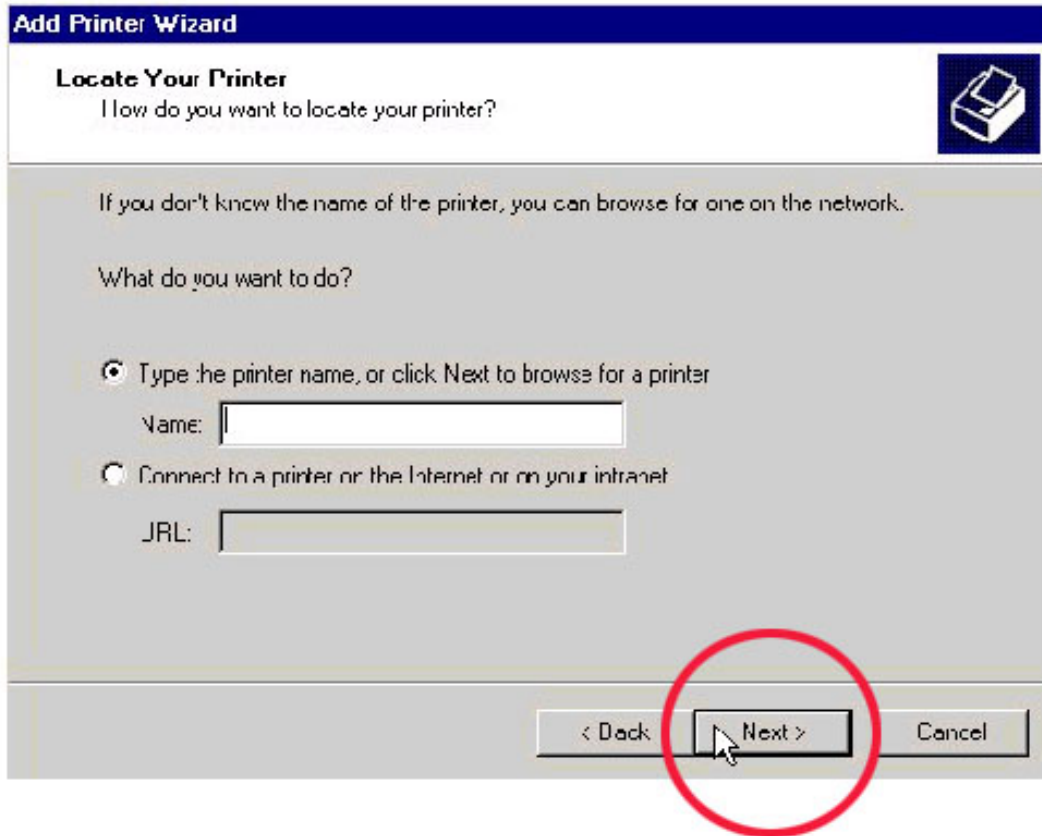 Add Printer Wizard
Locate Your Printer
How do you want to locate your printer?
If you don't know the name of the printer, you can browse for one on the network.
What do you want to do?
Type the printer name, or click Next to browse for a printer
Name:
Connect to a printer on the Internet or on your intranet
URL:
< Back
Next >
Cancel